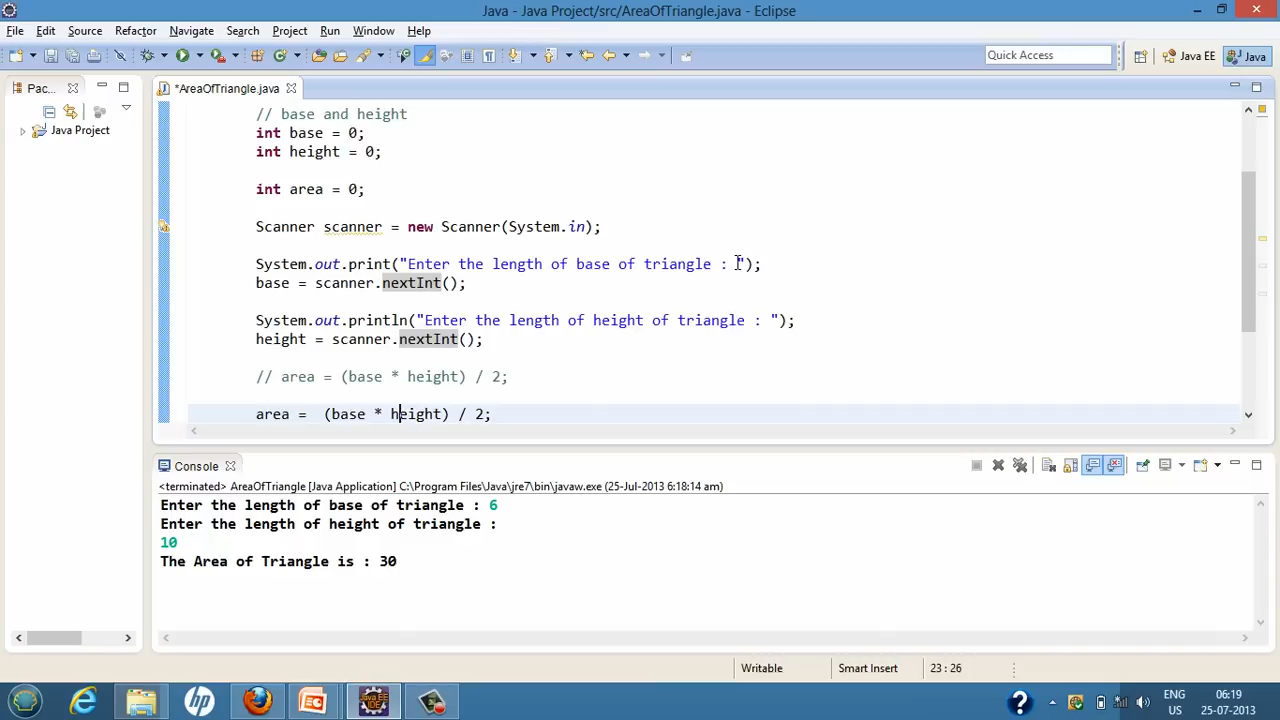 Java - Java Project/src/AreaOfTriangle.java - Eclipse
File Edit Source Refactor Navigate Search Project Run Window Help
Quick Access
Java EE
Java
Pac...
*AreaOfTriangle.java
Java Project
// base and height
int base = 0;
int height = 0;
int area = 0;
Scanner scanner = new Scanner(System.in);
System.out.print("Enter the length of base of triangle : ");
base = scanner.nextInt();
System.out.println("Enter the length of height of triangle : ");
height = scanner.nextInt();
// area = (base * height) / 2;
area =  (base * height) / 2;
Console
<terminated> AreaOfTriangle [Java Application] C:\Program Files\Java\jre7\bin\javaw.exe (25-Jul-2013 6:18:14 am)
Enter the length of base of triangle : 6
Enter the length of height of triangle :
10
The Area of Triangle is : 30
Writable
Smart Insert
23 : 26
hp
Java EE
IDE
?
ENG
US
06:19
25-07-2013